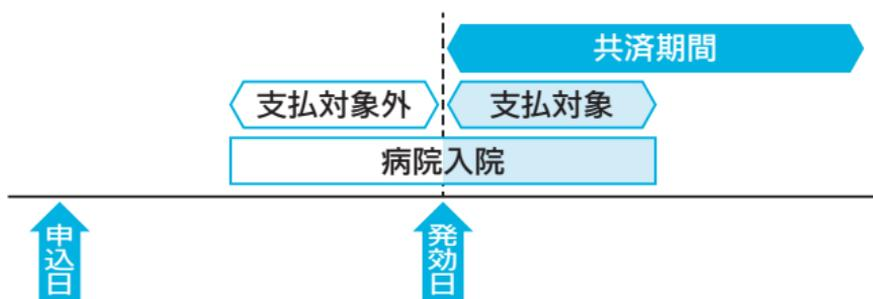 共済期間
支払対象外
支払対象
病院入院
申込日
発効日